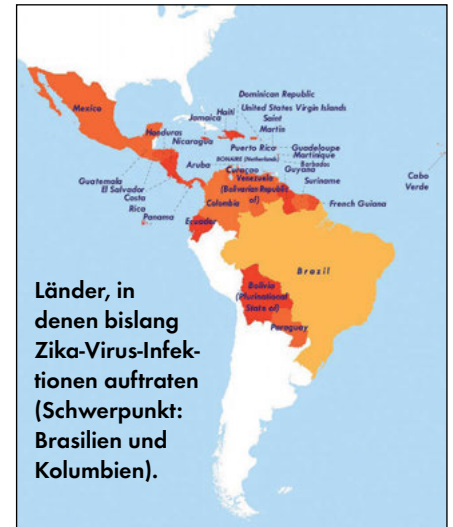 Mexico
Dominican Republic
Haiti
United States Virgin Islands
Jamaica
Saint
Martin
Honduras
Nicaragua
Puerto Rico
Guadeloupe
BONAIRE (Netherlands)
Martinique
Barbados
Aruba
Curaçao
Guyana
Venezuela
(Bolivarian Republic
of)
Suriname
Guatemala
El Salvador
Costa
Rica
Panama
Colombia
French Guiana
Cabo
Verde
Ecuador
Brazil
Bolivia
(Plurinational
State of)
Paraguay
Länder, in
denen bislang
Zika-Virus-Infek-
tionen auftraten
(Schwerpunkt:
Brasilien und
Kolumbien).